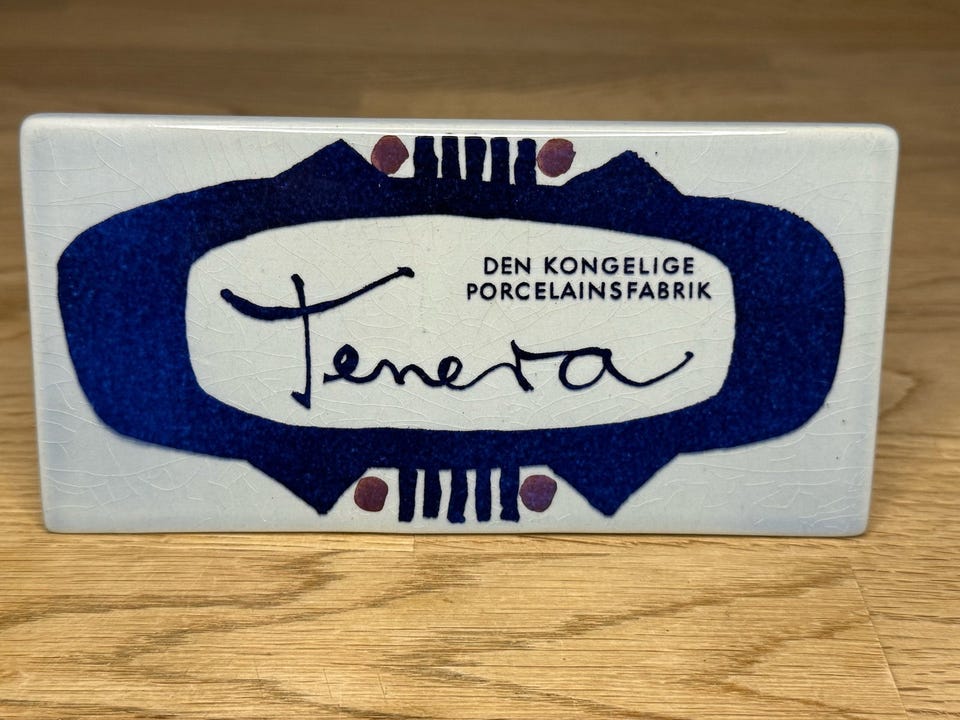 DEN KONGELIGE
PORCELAINSFABRIK
Tenera